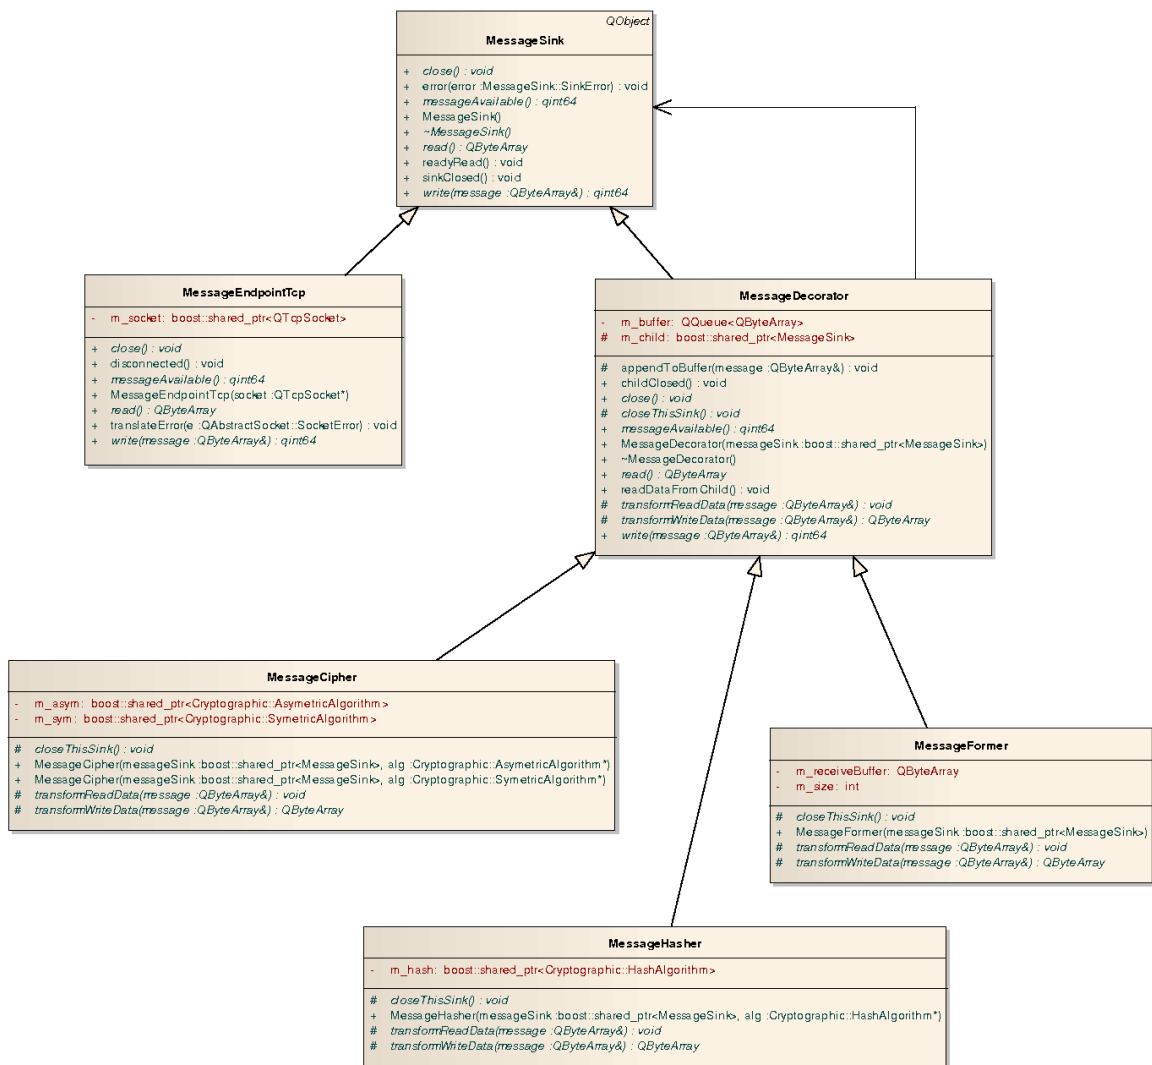 QObject
MessageSink
+ close() : void
+ error(error :MessageSink::SinkError) : void
+ messageAvailable() : qint64
+ MessageSink()
+ ~MessageSink()
+ read() : QByteArray
+ readyRead() : void
+ sinkClosed() : void
+ write(message :QByteArray&) : qint64
MessageEndpointTcp
- m_socket: boost::shared_ptr<QTcpSocket>
+ close() : void
+ disconnected() : void
+ messageAvailable() : qint64
+ MessageEndpointTcp(socket :QTcpSocket*)
+ read() : QByteArray
+ translateError(e :QAbstractSocket::SocketError) : void
+ write(message :QByteArray&) : qint64
MessageDecorator
- m_buffer: QQueue<QByteArray>
# m_child: boost::shared_ptr<MessageSink>
# appendToBuffer(message :QByteArray&) : void
+ childClosed() : void
+ close() : void
# closeThisSink() : void
+ messageAvailable() : qint64
+ MessageDecorator(messageSink :boost::shared_ptr<MessageSink>)
+ ~MessageDecorator()
+ read() : QByteArray
+ readDataFromChild() : void
# transformReadData(message :QByteArray&) : void
# transformWriteData(message :QByteArray&) : QByteArray
+ write(message :QByteArray&) : qint64
MessageCipher
- m_asym: boost::shared_ptr<Cryptographic::AsymetricAlgorithm>
- m_sym: boost::shared_ptr<Cryptographic::SymetricAlgorithm>
# closeThisSink() : void
+ MessageCipher(messageSink :boost::shared_ptr<MessageSink>, alg :Cryptographic::AsymetricAlgorithm*)
+ MessageCipher(messageSink :boost::shared_ptr<MessageSink>, alg :Cryptographic::SymetricAlgorithm*)
# transformReadData(message :QByteArray&) : void
# transformWriteData(message :QByteArray&) : QByteArray
MessageFormer
- m_receiveBuffer: QByteArray
- m_size: int
# closeThisSink() : void
+ MessageFormer(messageSink :boost::shared_ptr<MessageSink>)
# transformReadData(message :QByteArray&) : void
# transformWriteData(message :QByteArray&) : QByteArray
MessageHasher
- m_hash: boost::shared_ptr<Cryptographic::HashAlgorithm>
# closeThisSink() : void
+ MessageHasher(messageSink :boost::shared_ptr<MessageSink>, alg :Cryptographic::HashAlgorithm*)
# transformReadData(message :QByteArray&) : void
# transformWriteData(message :QByteArray&) : QByteArray